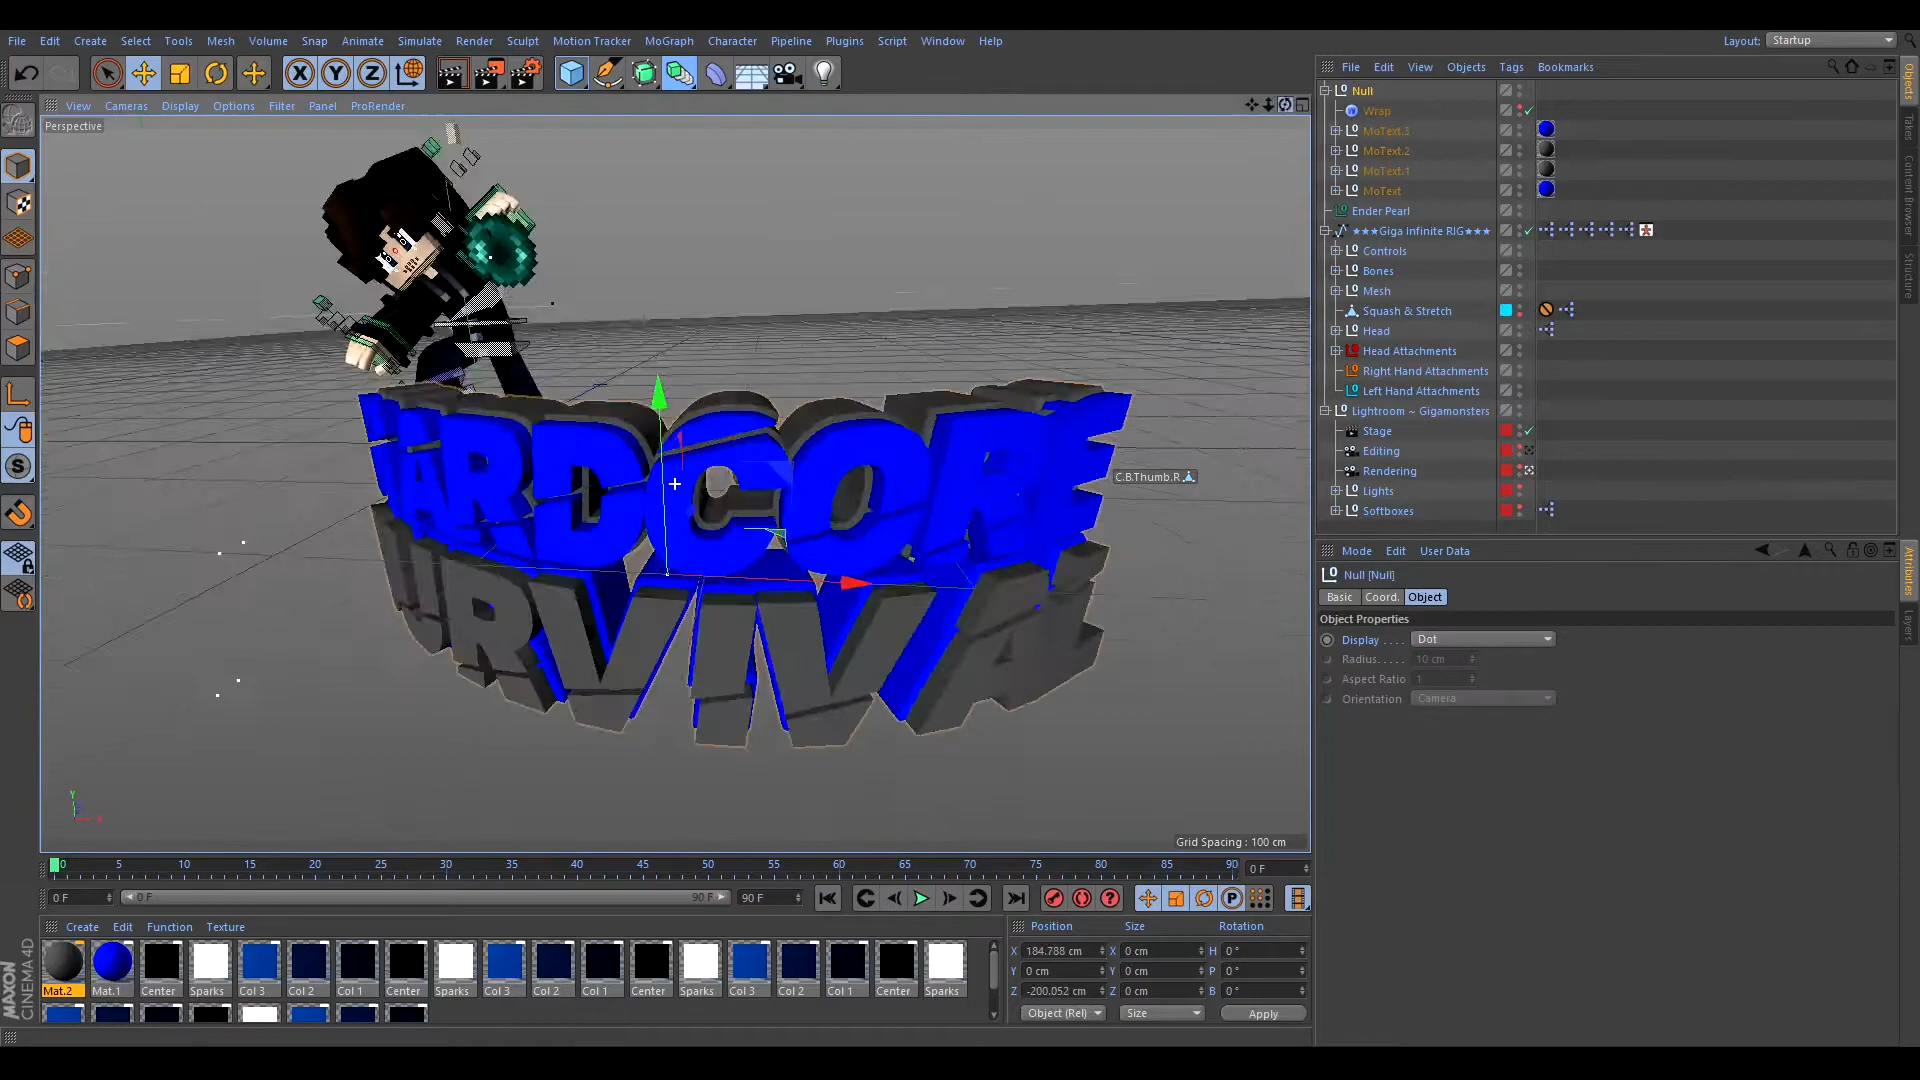 File Edit Create Select Tools Mesh Volume Snap Animate Simulate Render Sculpt Motion Tracker MoGraph Character Pipeline Plugins Script Window Help
Layout: Startup
View Cameras Display Options Filter Panel ProRender
Perspective
HARDCORE
SURVIVAL
C.B.Thumb.R
Y
X
Grid Spacing : 100 cm
0 5 10 15 20 25 30 35 40 45 50 55 60 65 70 75 80 85 90
0 F
0 F 0 F 90 F 90 F
Create Edit Function Texture
Mat.2 Mat.1 Center Sparks Col 3 Col 2 Col 1 Center Sparks Col 3 Col 2 Col 1 Center Sparks Col 3 Col 2 Col 1 Center Sparks
MAXON
CINEMA 4D
Position Size Rotation
X 184.788 cm X 0 cm H 0 °
Y 0 cm Y 0 cm P 0 °
Z -200.052 cm Z 0 cm B 0 °
Object (Rel) Size Apply
File Edit View Objects Tags Bookmarks
Null
Wrap
MoText.3
MoText.2
MoText.1
MoText
Ender Pearl
★★★Giga Infinite RIG★★★
Controls
Bones
Mesh
Squash & Stretch
Head
Head Attachments
Right Hand Attachments
Left Hand Attachments
Lightroom ~ Gigamonsters
Stage
Editing
Rendering
Lights
Softboxes
Objects
Takes
Content Browser
Structure
Mode Edit User Data
Null [Null]
Basic Coord. Object
Object Properties
Display . . . . Dot
Radius. . . . . 10 cm
Aspect Ratio 1
Orientation Camera
Attributes
Layers